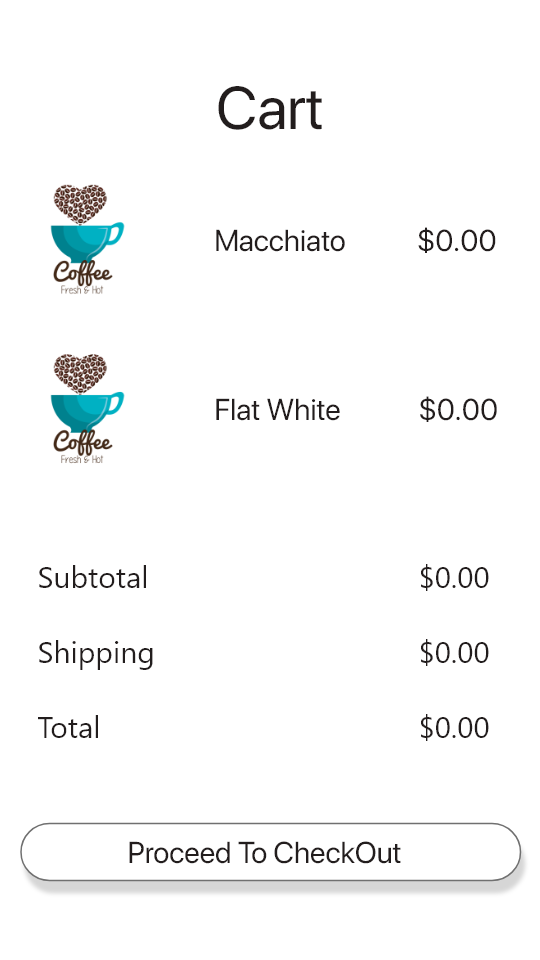 Cart
Coffee
Fresh & Hot
Macchiato $0.00
Coffee
Fresh & Hot
Flat White $0.00
Subtotal $0.00
Shipping $0.00
Total $0.00
Proceed To CheckOut